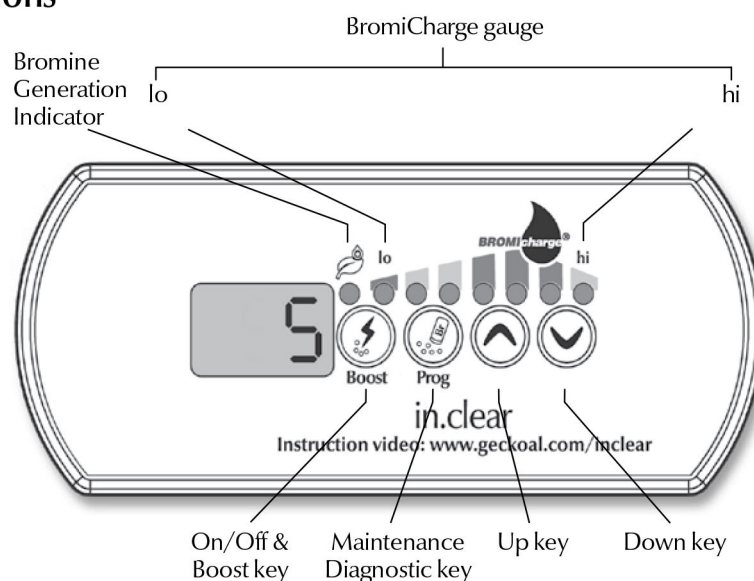 BromiCharge gauge
Bromine
Generation
Indicator
lo
hi
BROMIcharge®
lo
hi
5
Br
Boost
Prog
in.clear
Instruction video: www.geckoal.com/inclear
On/Off &
Boost key
Maintenance
Diagnostic key
Up key
Down key